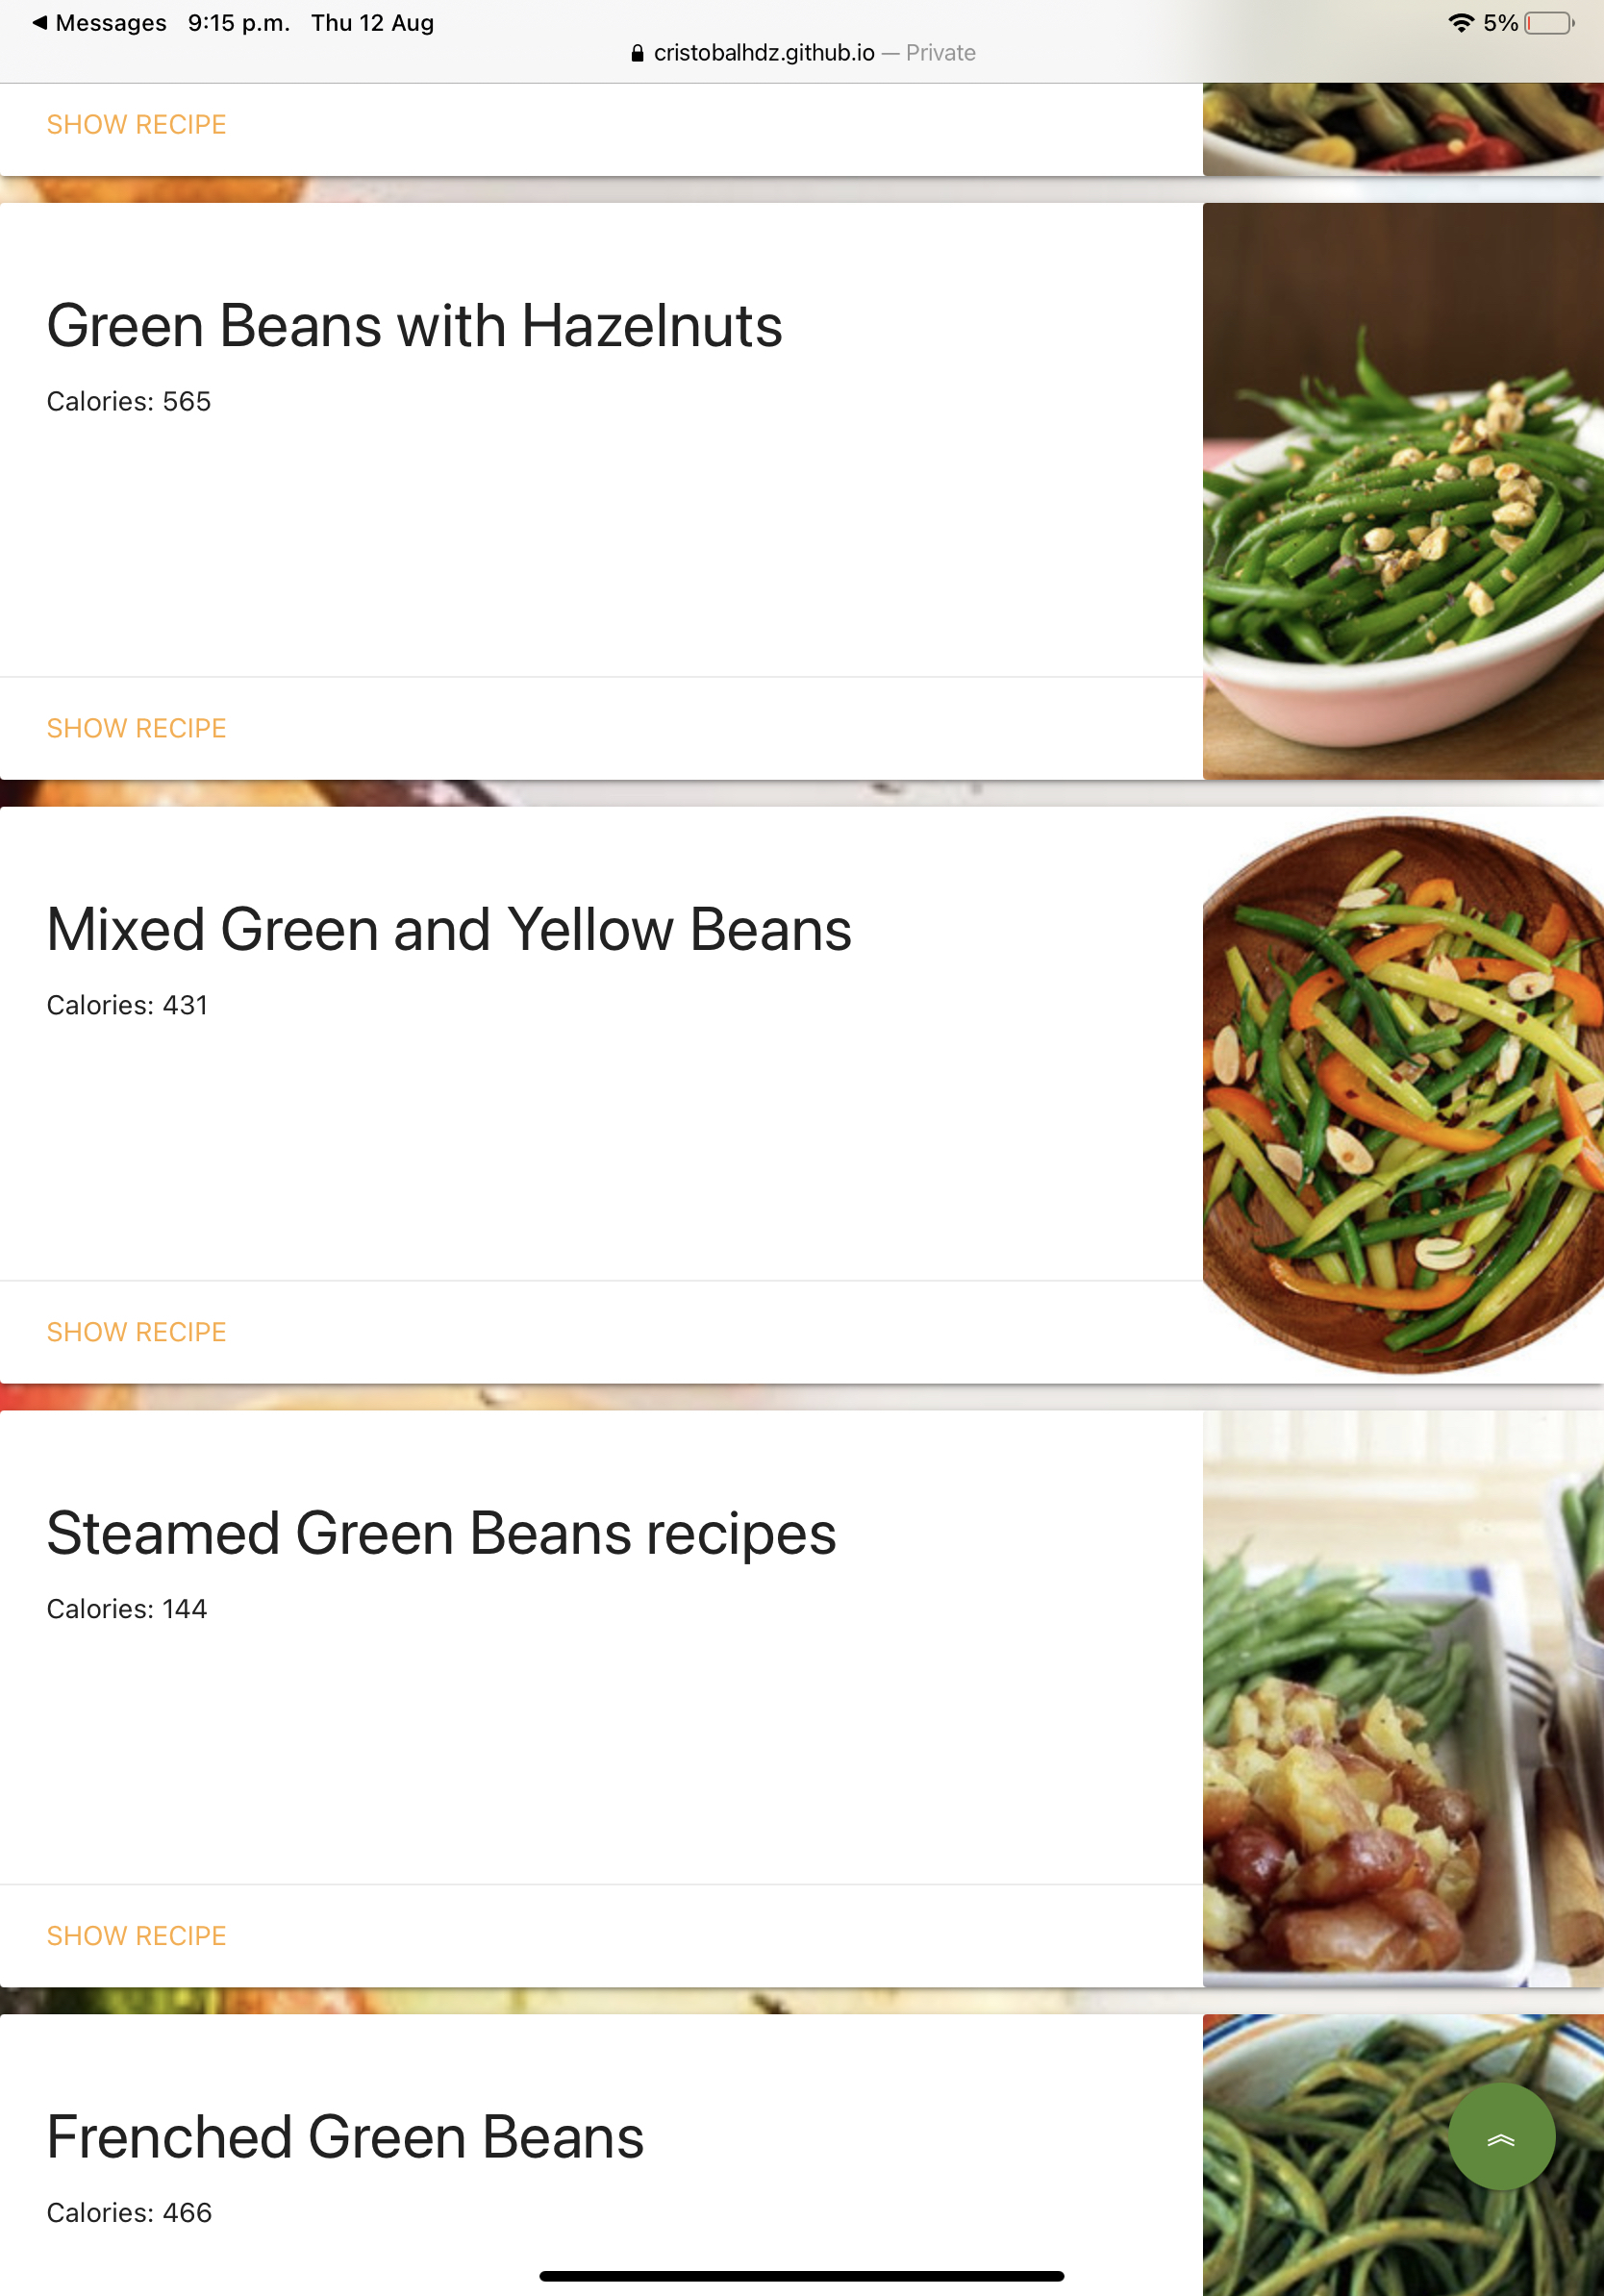 Messages 9:15 p.m. Thu 12 Aug 5%
cristobalhdz.github.io — Private
SHOW RECIPE
Green Beans with Hazelnuts
Calories: 565
SHOW RECIPE
Mixed Green and Yellow Beans
Calories: 431
SHOW RECIPE
Steamed Green Beans recipes
Calories: 144
SHOW RECIPE
Frenched Green Beans
Calories: 466